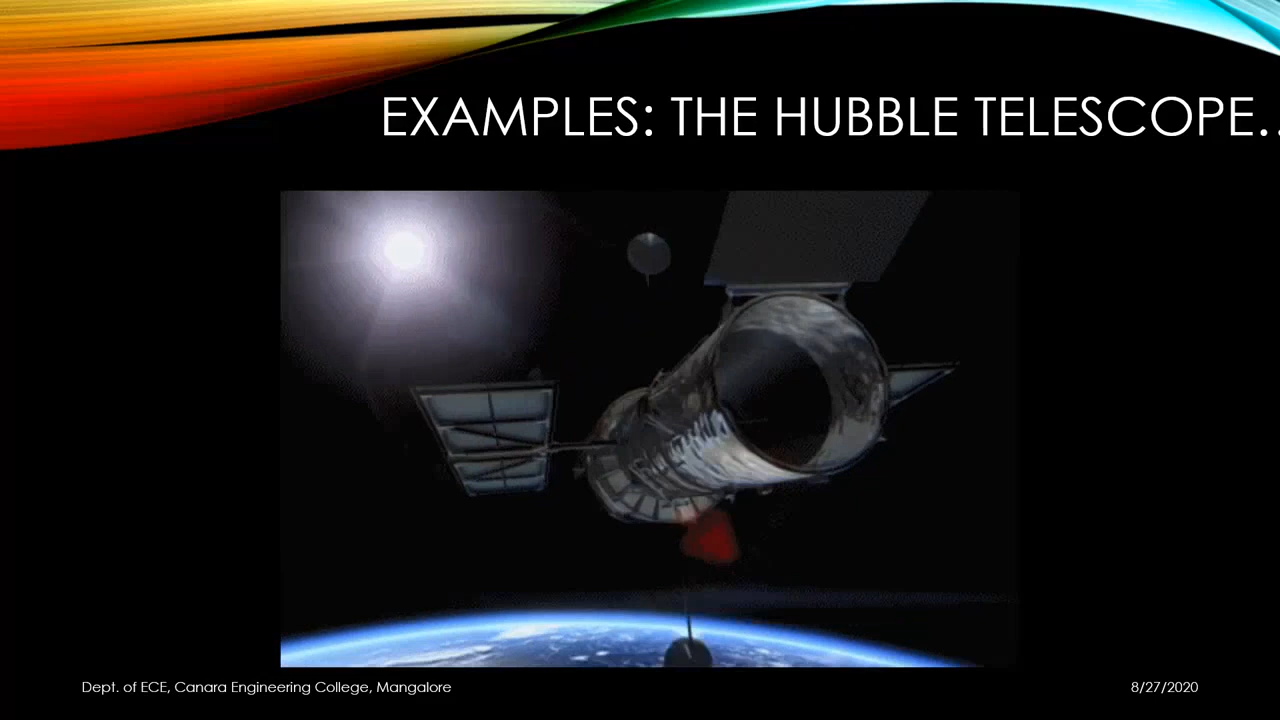 EXAMPLES: THE HUBBLE TELESCOPE..
Dept. of ECE, Canara Engineering College, Mangalore
8/27/2020